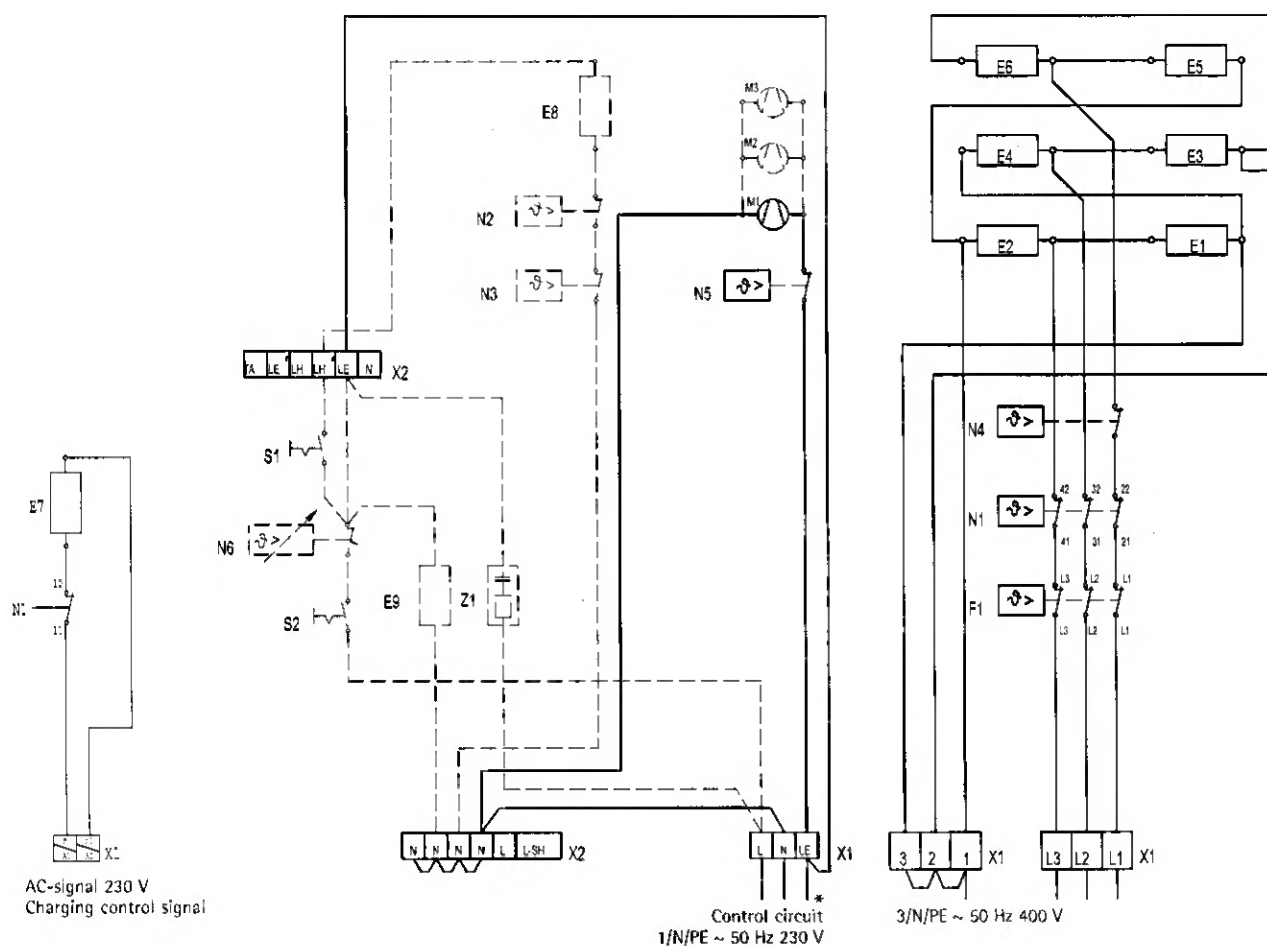 E6
E5
M3
E8
M2
E4
E3
N2
ϑ>
M1
E2
E1
N3
ϑ>
N5
ϑ>
LE LH LH LE N X2
N4
ϑ>
S1
E7
42 32 22
N1
ϑ>
N6
ϑ>
41 31 21
E9
Z1
L3 L2 L1
F1
ϑ>
S2
L3 L2 L1
N N N N L L-SH X2
L N LE X1
3 2 1 X1
L3 L2 L1 X1
A1 A2 X1
AC-signal 230 V
Charging control signal
*
Control circuit
1/N/PE ~ 50 Hz 230 V
3/N/PE ~ 50 Hz 400 V